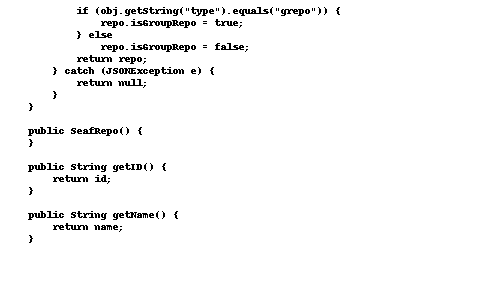 if (obj.getString("type").equals("grepo")) {
repo.isGroupRepo = true;
} else
repo.isGroupRepo = false;
return repo;
} catch (JSONException e) {
return null;
}
}
public SeafRepo() {
}
public String getID() {
return id;
}
public String getName() {
return name;
}